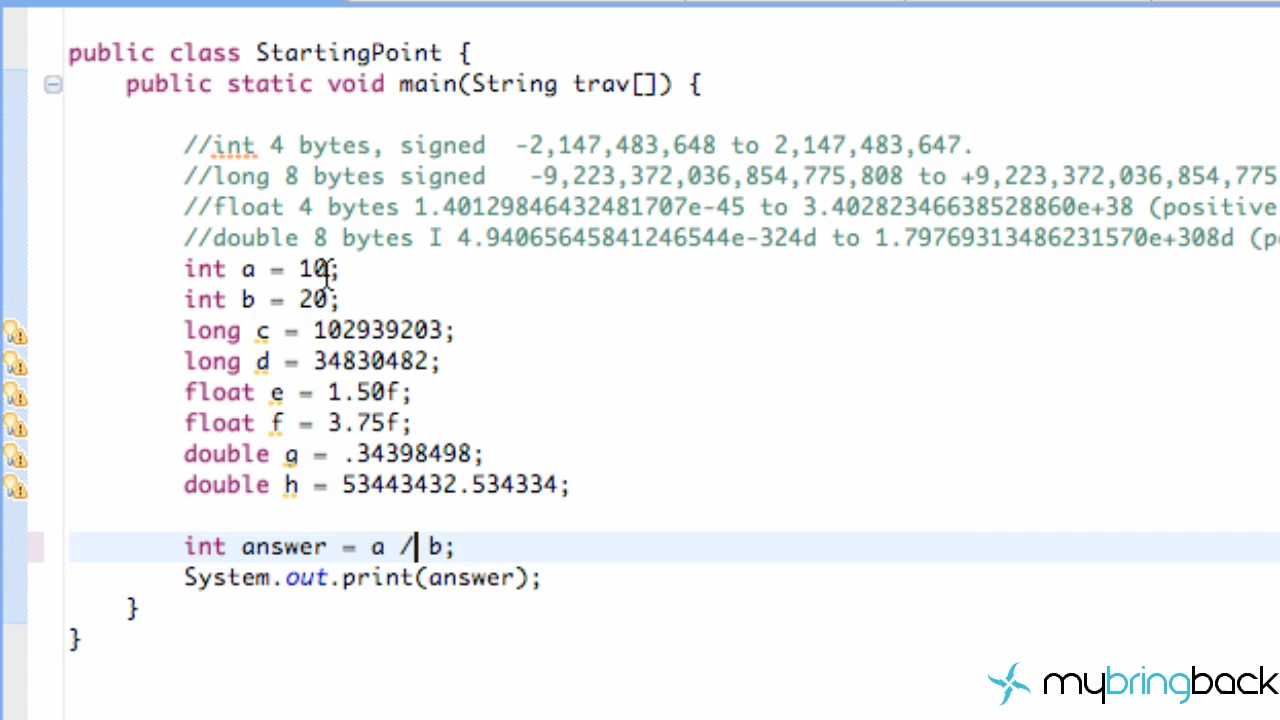 public class StartingPoint {
public static void main(String trav[]) {
//int 4 bytes, signed -2,147,483,648 to 2,147,483,647.
//long 8 bytes signed -9,223,372,036,854,775,808 to +9,223,372,036,854,775
//float 4 bytes 1.40129846432481707e-45 to 3.40282346638528860e+38 (positive
//double 8 bytes I 4.94065645841246544e-324d to 1.79769313486231570e+308d (po
int a = 10;
int b = 20;
long c = 102939203;
long d = 34830482;
float e = 1.50f;
float f = 3.75f;
double g = .34398498;
double h = 53443432.534334;
int answer = a / b;
System.out.print(answer);
}
}
mybringback